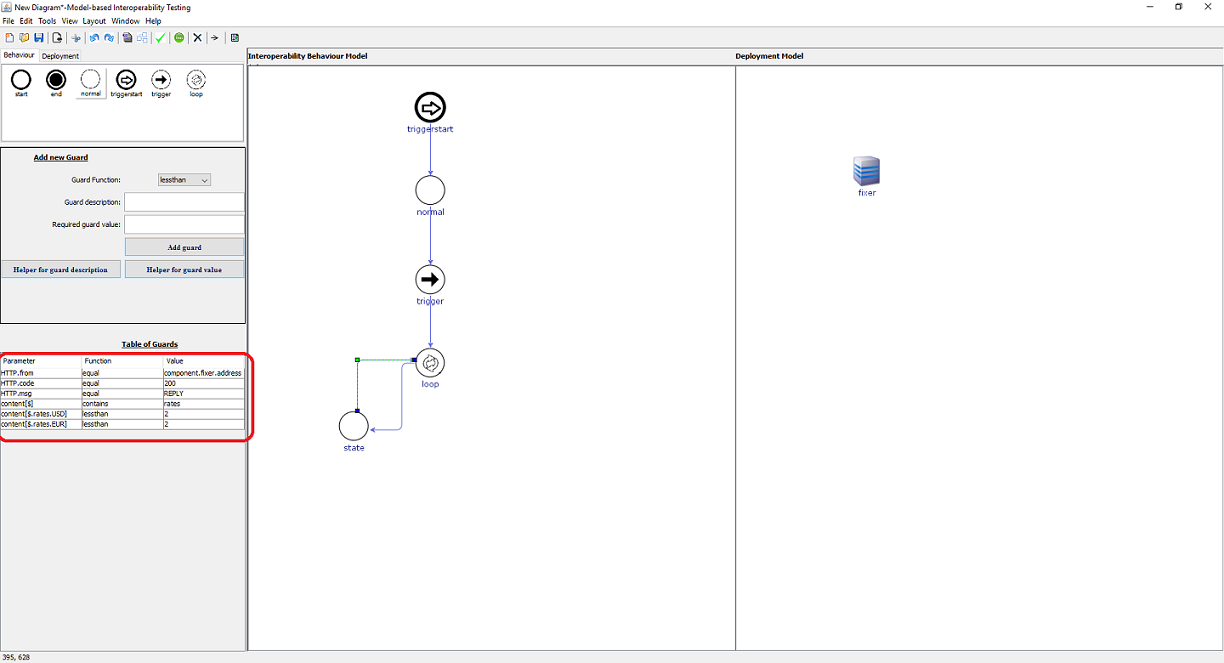 New Diagram*-Model-based Interoperability Testing
File Edit Tools View Layout Window Help
Behaviour Deployment
start end normal triggerstart trigger loop
Add new Guard
Guard Function: lessthan
Guard description:
Required guard value:
Add guard
Helper for guard description Helper for guard value
Table of Guards
Parameter Function Value
HTTP.from equal component.fixer.address
HTTP.code equal 200
HTTP.msg equal REPLY
content[$] contains rates
content[$.rates.USD] lessthan 2
content[$.rates.EUR] lessthan 2
395, 628
Interoperability Behaviour Model
triggerstart
normal
trigger
loop
state
Deployment Model
fixer